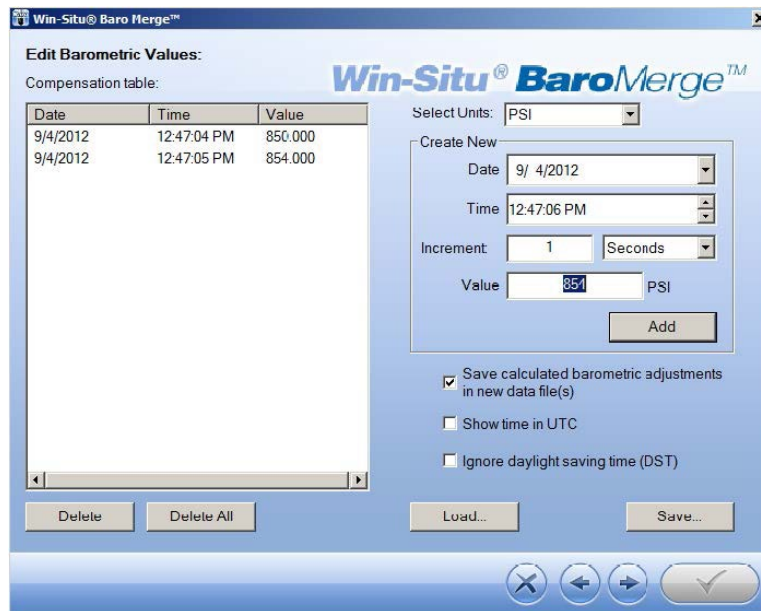 Win-Situ® Baro Merge™
Edit Barometric Values:
Compensation table:
Win-Situ® BaroMerge™
Date Time Value
9/4/2012 12:47:04 PM 850.000
9/4/2012 12:47:05 PM 854.000
Select Units: PSI
Create New
Date 9/ 4/2012
Time 12:47:06 PM
Increment: 1 Seconds
Value 854 PSI
Add
Save calculated barometric adjustments
in new data file(s)
Show time in UTC
Ignore daylight saving time (DST)
Delete Delete All Load... Save...